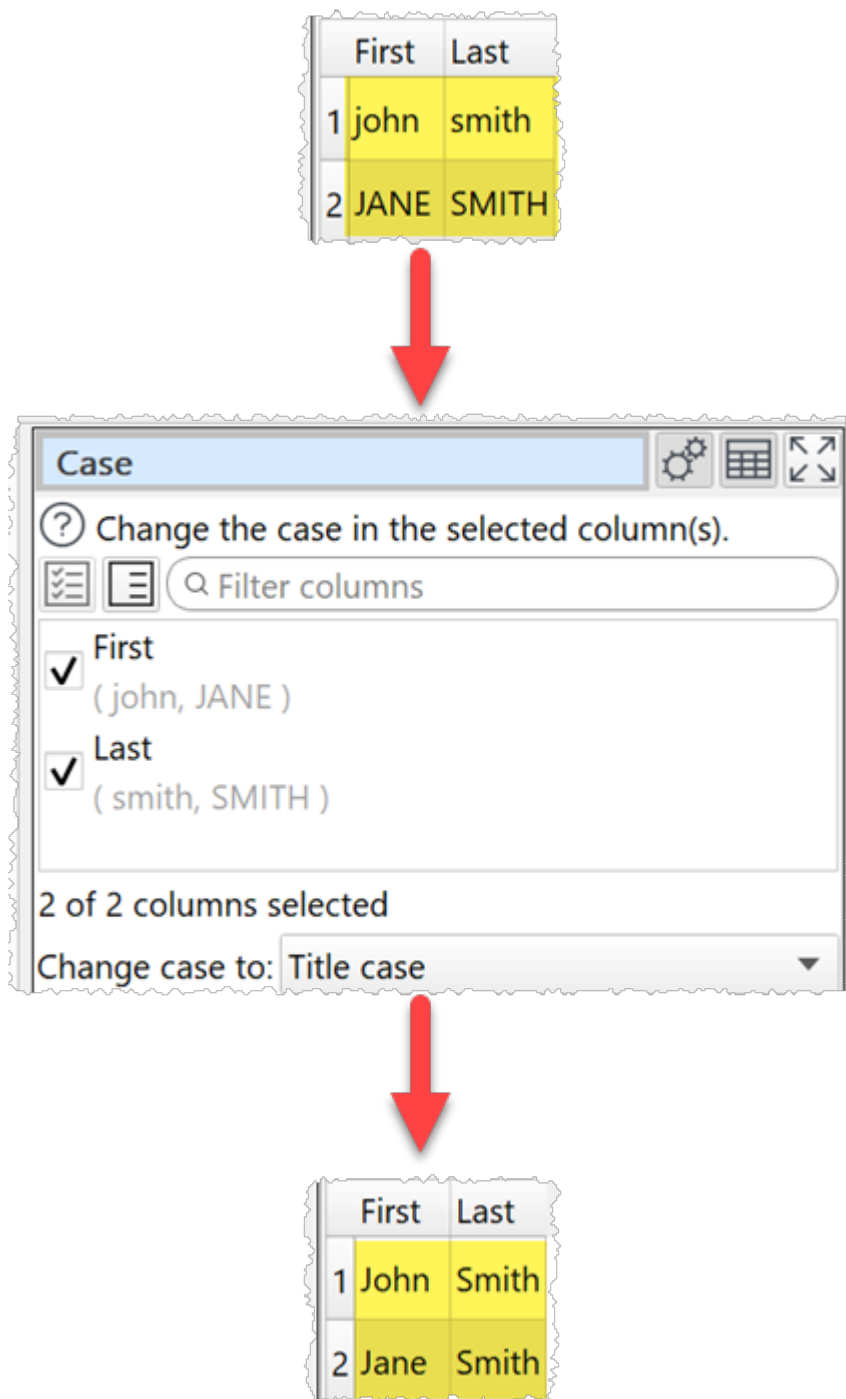 First Last
1 john smith
2 JANE SMITH
Case
? Change the case in the selected column(s).
Filter columns
First
( john, JANE )
Last
( smith, SMITH )
2 of 2 columns selected
Change case to: Title case
First Last
1 John Smith
2 Jane Smith